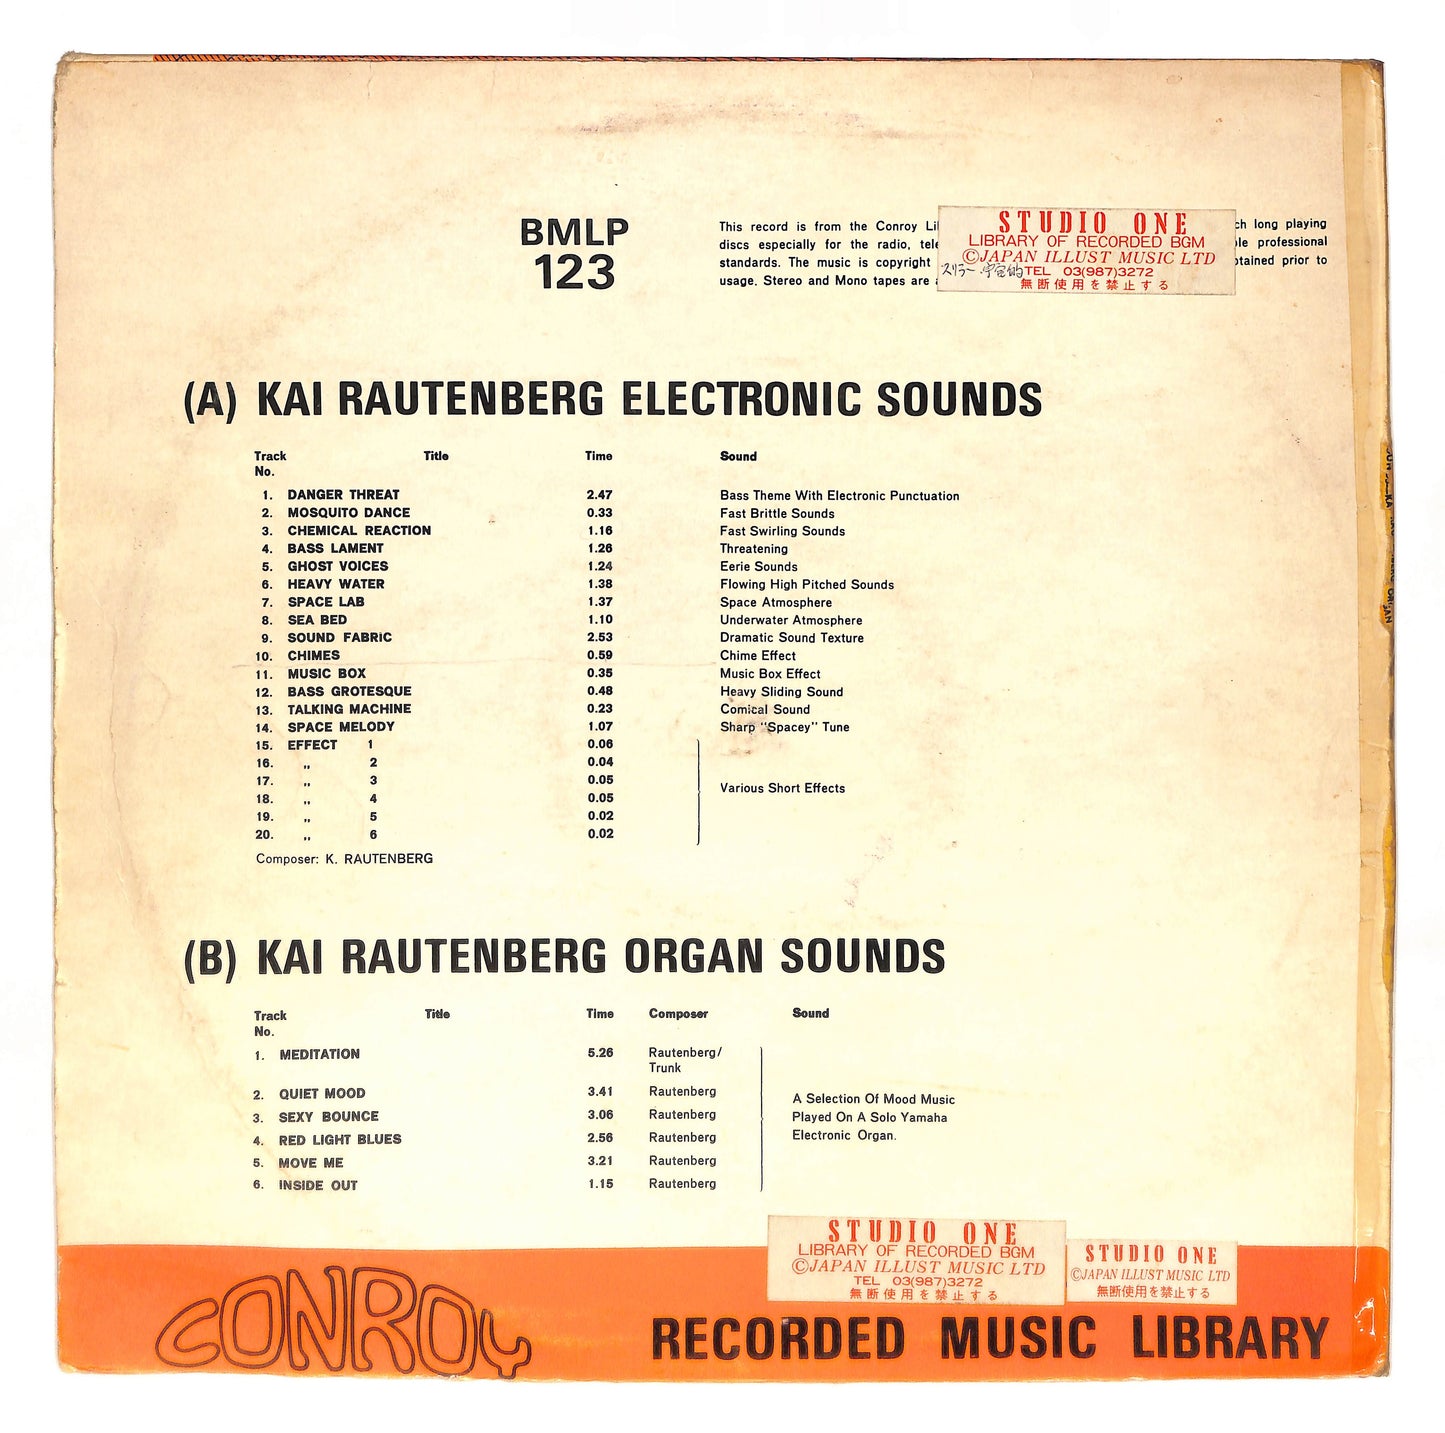 BMLP
123
This record is from the Conroy
ch long playing
discs especially for the radio,
professional
standards. The music is copyright
prior to
usage. Stereo and Mono tapes are
STUDIO ONE
LIBRARY OF RECORDED BGM
©JAPAN ILLUST MUSIC LTD
スリラー 宇宙的
TEL 03(987)3272
無断使用を禁止する
(A) KAI RAUTENBERG ELECTRONIC SOUNDS
Track No. Title Time Sound
1. DANGER THREAT 2.47 Bass Theme With Electronic Punctuation
2. MOSQUITO DANCE 0.33 Fast Brittle Sounds
3. CHEMICAL REACTION 1.16 Fast Swirling Sounds
4. BASS LAMENT 1.26 Threatening
5. GHOST VOICES 1.24 Eerie Sounds
6. HEAVY WATER 1.38 Flowing High Pitched Sounds
7. SPACE LAB 1.37 Space Atmosphere
8. SEA BED 1.10 Underwater Atmosphere
9. SOUND FABRIC 2.53 Dramatic Sound Texture
10. CHIMES 0.59 Chime Effect
11. MUSIC BOX 0.35 Music Box Effect
12. BASS GROTESQUE 0.48 Heavy Sliding Sound
13. TALKING MACHINE 0.23 Comical Sound
14. SPACE MELODY 1.07 Sharp "Spacey" Tune
15. EFFECT 1 0.06
16. ,, 2 0.04
17. ,, 3 0.05
Various Short Effects
18. ,, 4 0.05
19. ,, 5 0.02
20. ,, 6 0.02
Composer: K. RAUTENBERG
(B) KAI RAUTENBERG ORGAN SOUNDS
Track No. Title Time Composer Sound
1. MEDITATION 5.26 Rautenberg/
Trunk
2. QUIET MOOD 3.41 Rautenberg
A Selection Of Mood Music
3. SEXY BOUNCE 3.06 Rautenberg
Played On A Solo Yamaha
4. RED LIGHT BLUES 2.56 Rautenberg
Electronic Organ.
5. MOVE ME 3.21 Rautenberg
6. INSIDE OUT 1.15 Rautenberg
STUDIO ONE
LIBRARY OF RECORDED BGM
©JAPAN ILLUST MUSIC LTD
TEL 03(987)3272
無断使用を禁止する
STUDIO ONE
©JAPAN ILLUST MUSIC LTD
無断使用を禁止する
CONROY
RECORDED MUSIC LIBRARY